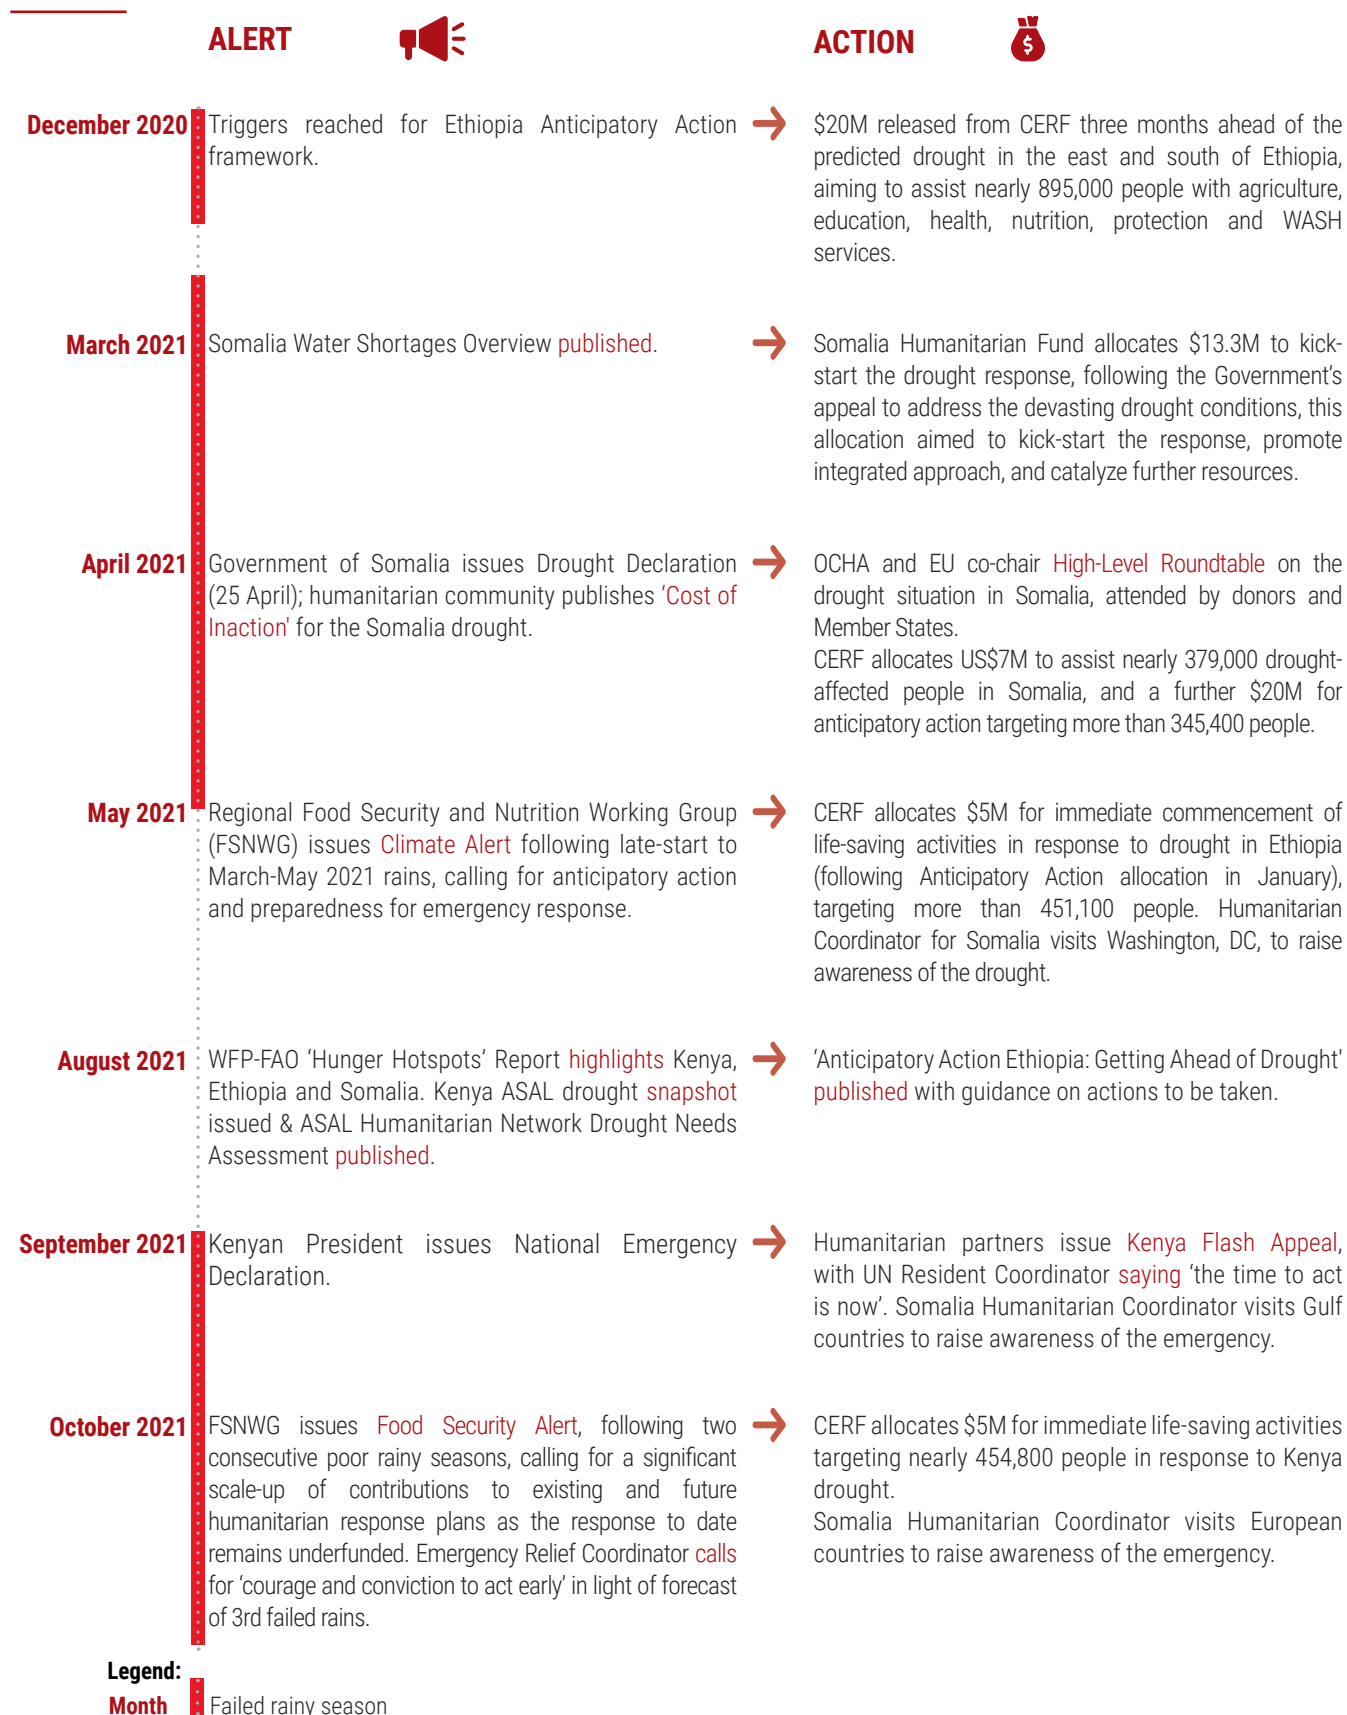 ALERT
ACTION
December 2020
Triggers reached for Ethiopia Anticipatory Action
framework.
$20M released from CERF three months ahead of the
predicted drought in the east and south of Ethiopia,
aiming to assist nearly 895,000 people with agriculture,
education, health, nutrition, protection and WASH
services.
March 2021
Somalia Water Shortages Overview published.
Somalia Humanitarian Fund allocates $13.3M to kick-
start the drought response, following the Government's
appeal to address the devasting drought conditions, this
allocation aimed to kick-start the response, promote
integrated approach, and catalyze further resources.
April 2021
Government of Somalia issues Drought Declaration
(25 April); humanitarian community publishes 'Cost of
Inaction' for the Somalia drought.
OCHA and EU co-chair High-Level Roundtable on the
drought situation in Somalia, attended by donors and
Member States.
CERF allocates US$7M to assist nearly 379,000 drought-
affected people in Somalia, and a further $20M for
anticipatory action targeting more than 345,400 people.
May 2021
Regional Food Security and Nutrition Working Group
(FSNWG) issues Climate Alert following late-start to
March-May 2021 rains, calling for anticipatory action
and preparedness for emergency response.
CERF allocates $5M for immediate commencement of
life-saving activities in response to drought in Ethiopia
(following Anticipatory Action allocation in January),
targeting more than 451,100 people. Humanitarian
Coordinator for Somalia visits Washington, DC, to raise
awareness of the drought.
August 2021
WFP-FAO 'Hunger Hotspots' Report highlights Kenya,
Ethiopia and Somalia. Kenya ASAL drought snapshot
issued & ASAL Humanitarian Network Drought Needs
Assessment published.
'Anticipatory Action Ethiopia: Getting Ahead of Drought'
published with guidance on actions to be taken.
September 2021
Kenyan President issues National Emergency
Declaration.
Humanitarian partners issue Kenya Flash Appeal,
with UN Resident Coordinator saying 'the time to act
is now'. Somalia Humanitarian Coordinator visits Gulf
countries to raise awareness of the emergency.
October 2021
FSNWG issues Food Security Alert, following two
consecutive poor rainy seasons, calling for a significant
scale-up of contributions to existing and future
humanitarian response plans as the response to date
remains underfunded. Emergency Relief Coordinator calls
for 'courage and conviction to act early' in light of forecast
of 3rd failed rains.
CERF allocates $5M for immediate life-saving activities
targeting nearly 454,800 people in response to Kenya
drought.
Somalia Humanitarian Coordinator visits European
countries to raise awareness of the emergency.
Legend:
Month
Failed rainy season